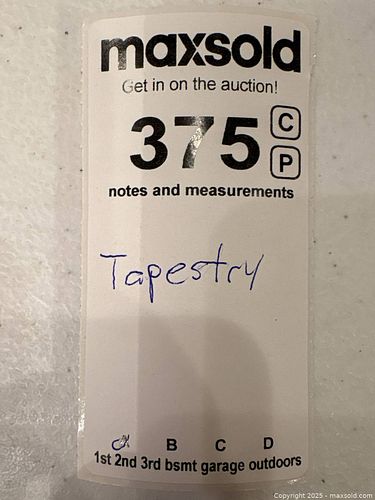 maxsold
Get in on the auction!
375 C
P
notes and measurements
Tapestry
B C D
1st 2nd 3rd bsmt garage outdoors
Copyright © 2025 - maxsold.com